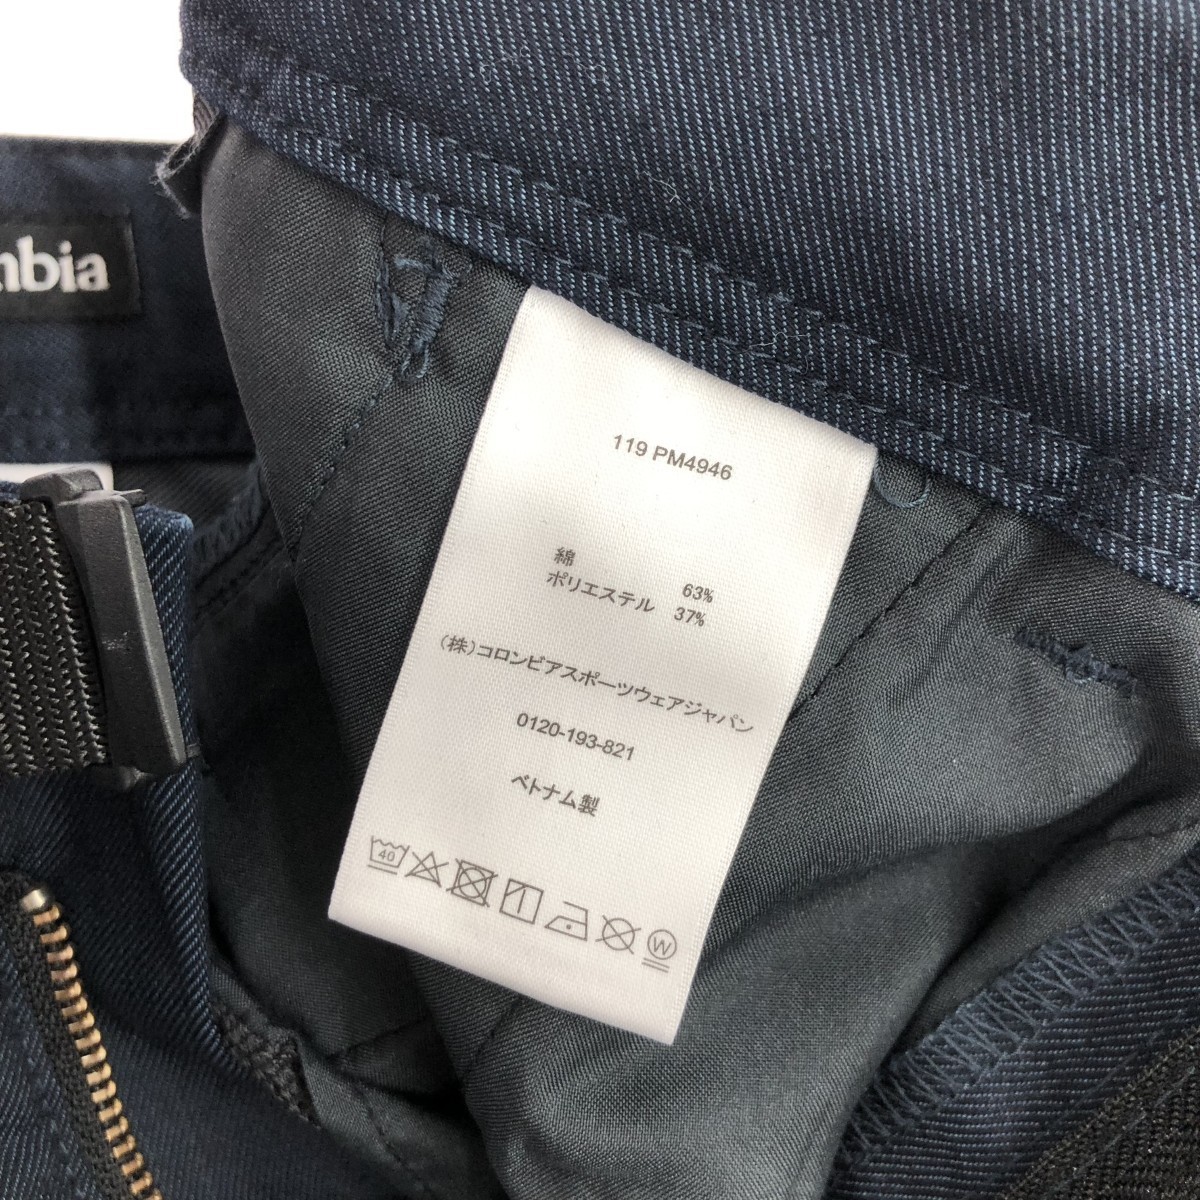 mbia
119 PM4946
綿 63%
ポリエステル 37%
(株)コロンビアスポーツウェアジャパン
0120-193-821
ベトナム製
40
W